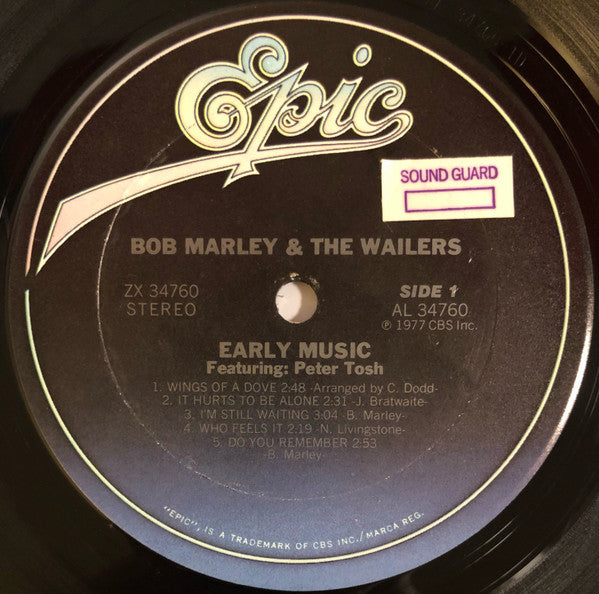 Epic
SOUND GUARD
BOB MARLEY & THE WAILERS
ZX 34760
STEREO
SIDE 1
AL 34760
℗ 1977 CBS Inc.
EARLY MUSIC
Featuring: Peter Tosh
1. WINGS OF A DOVE 2:48 -Arranged by C. Dodd-
2. IT HURTS TO BE ALONE 2:31 -J. Bratwaite-
3. I'M STILL WAITING 3:04 -B. Marley-
4. WHO FEELS IT 2:19 -N. Livingstone-
5. DO YOU REMEMBER 2:53
-B. Marley-
"EPIC", IS A TRADEMARK OF CBS INC./MARCA REG.